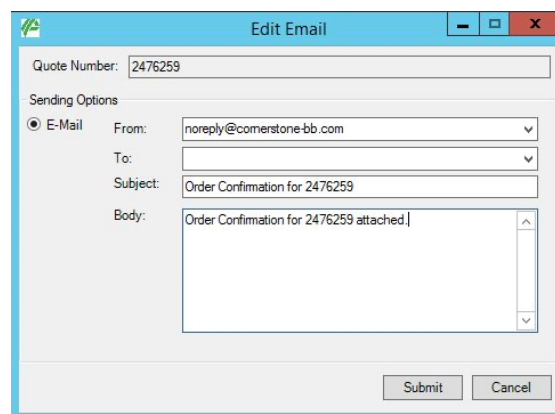 Edit Email
Quote Number: 2476259
Sending Options
E-Mail From: noreply@cornerstone-bb.com
To:
Subject: Order Confirmation for 2476259
Body: Order Confirmation for 2476259 attached.
Submit Cancel